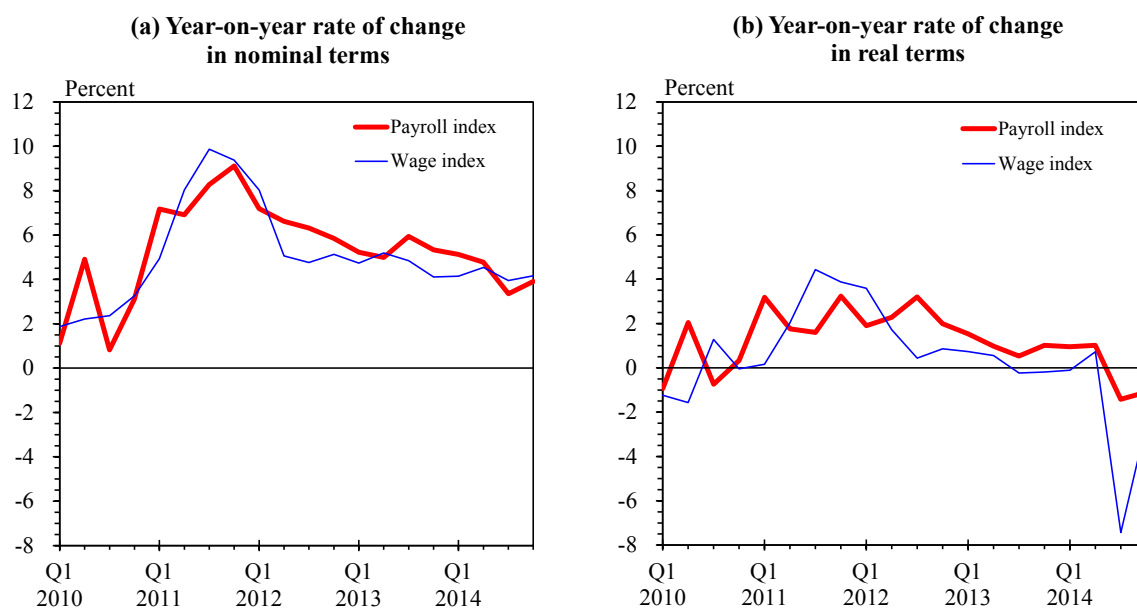 (a) Year-on-year rate of change
in nominal terms
Percent
12
10
8
6
4
2
0
-2
-4
-6
-8
Payroll index
Wage index
Q1 Q1 Q1 Q1 Q1
2010 2011 2012 2013 2014
(b) Year-on-year rate of change
in real terms
Percent
12
10
8
6
4
2
0
-2
-4
-6
-8
Payroll index
Wage index
Q1 Q1 Q1 Q1 Q1
2010 2011 2012 2013 2014